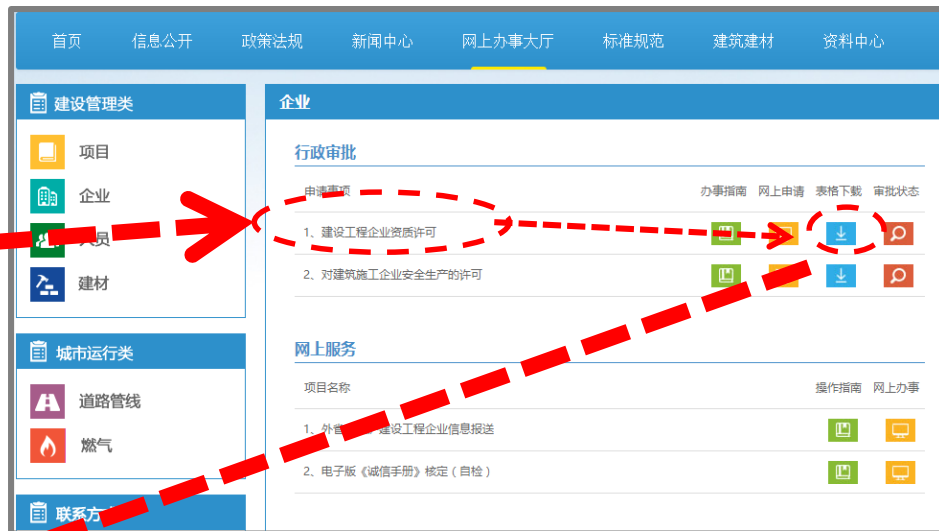 首页 信息公开 政策法规 新闻中心 网上办事大厅 标准规范 建筑建材 资料中心
建设管理类
项目
企业
人员
建材
城市运行类
道路管线
燃气
联系方
企业
行政审批
申请事项 办事指南 网上申请 表格下载 审批状态
1、建设工程企业资质许可
2、对建筑施工企业安全生产的许可
网上服务
项目名称 操作指南 网上办事
1、外省 建设工程企业信息报送
2、电子版《诚信手册》核定（自检）